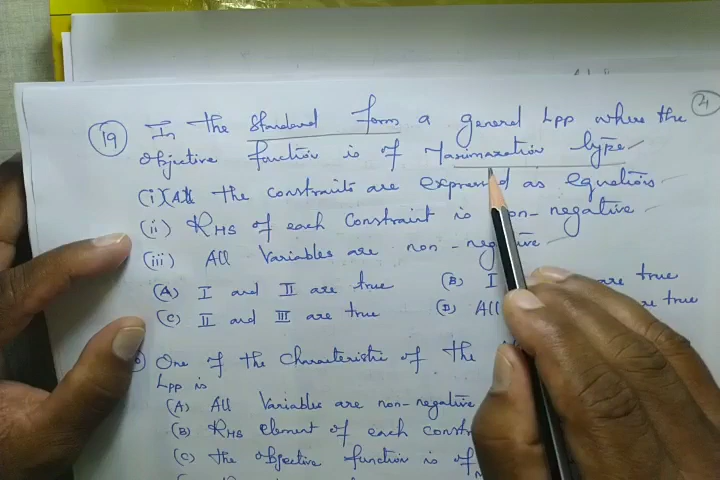 4
19 In the standard form a general LPP where the
objective function is of Maximization type
(i) All the constraints are expressed as equations
(ii) RHS of each constraint is non-negative
(iii) All variables are non-negative
(A) I and II are true (B) I are true
(C) II and III are true (D) All are true
One of the characteristic of the
LPP is
(A) All Variables are non-negative
(B) RHS element of each constr
(C) the objective function is of